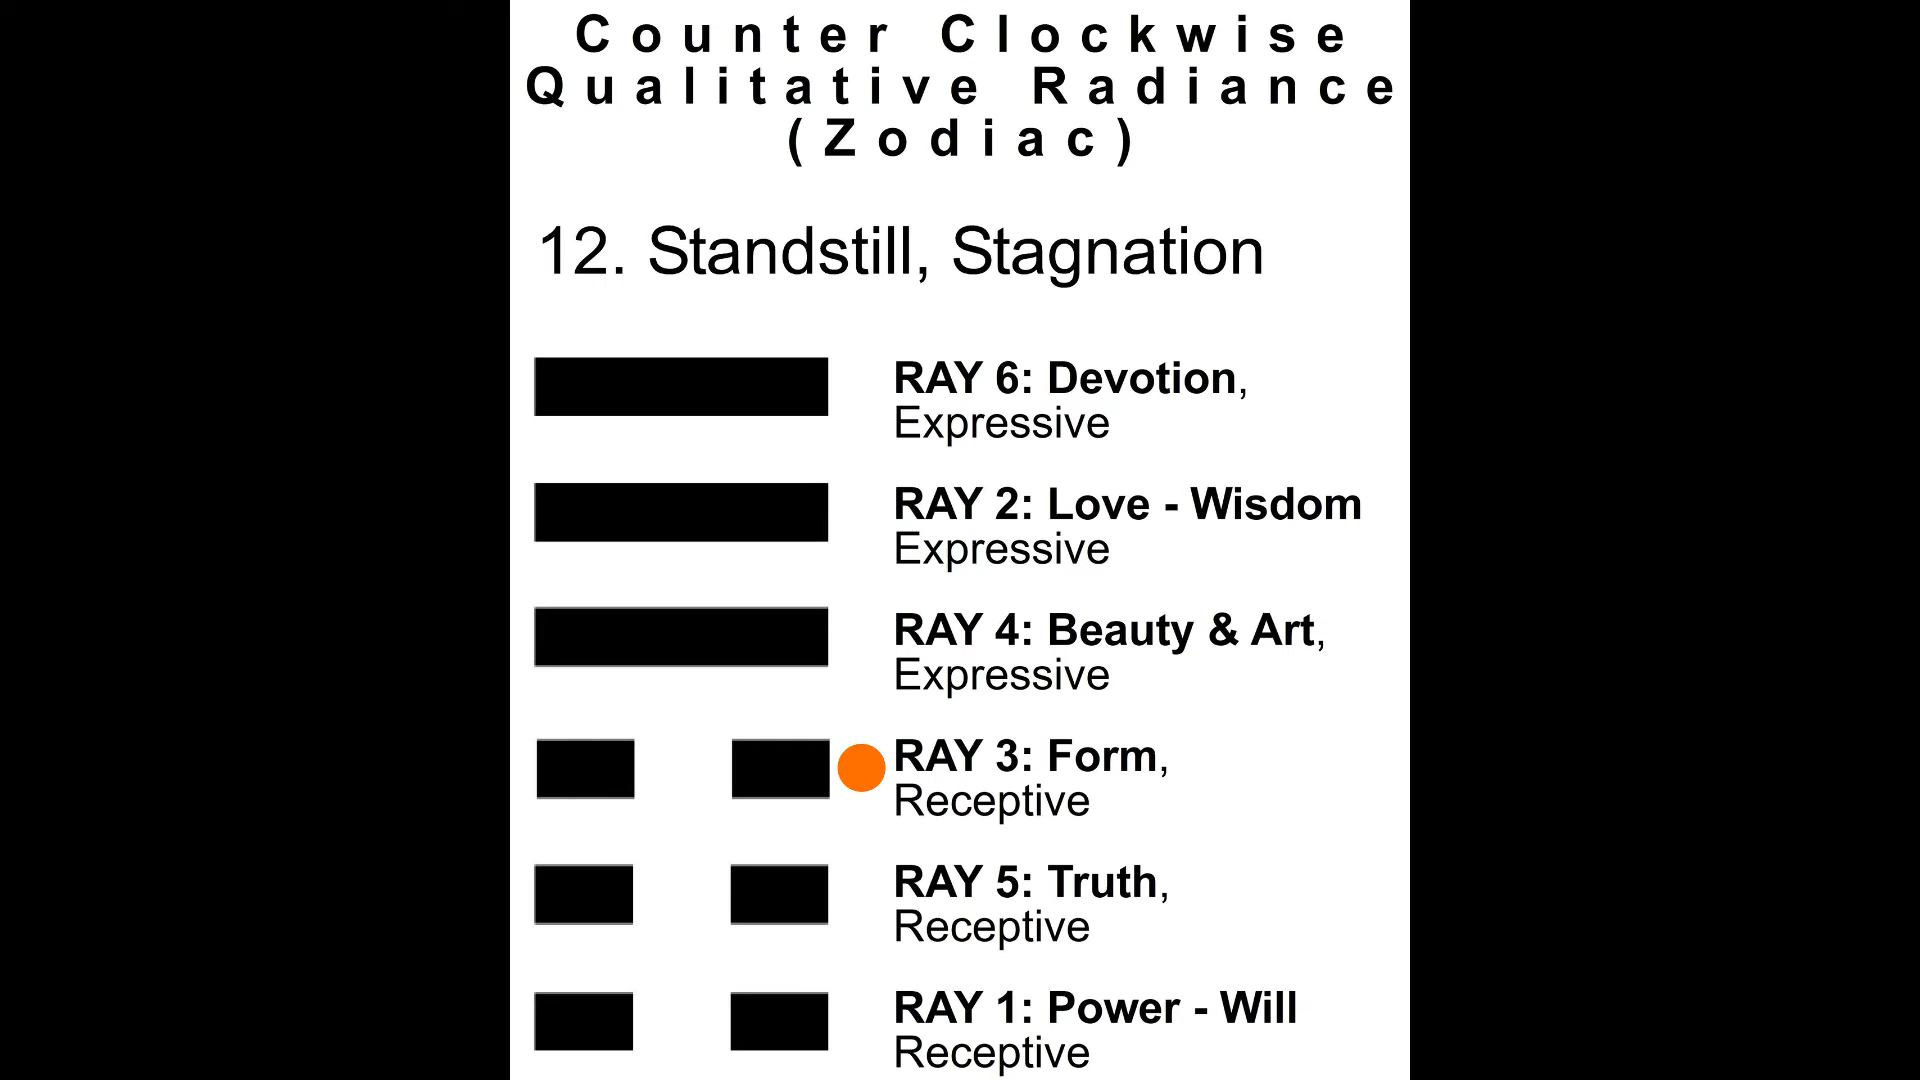 Counter Clockwise
Qualitative Radiance
(Zodiac)
12. Standstill, Stagnation
RAY 6: Devotion,
Expressive
RAY 2: Love - Wisdom
Expressive
RAY 4: Beauty & Art,
Expressive
RAY 3: Form,
Receptive
RAY 5: Truth,
Receptive
RAY 1: Power - Will
Receptive